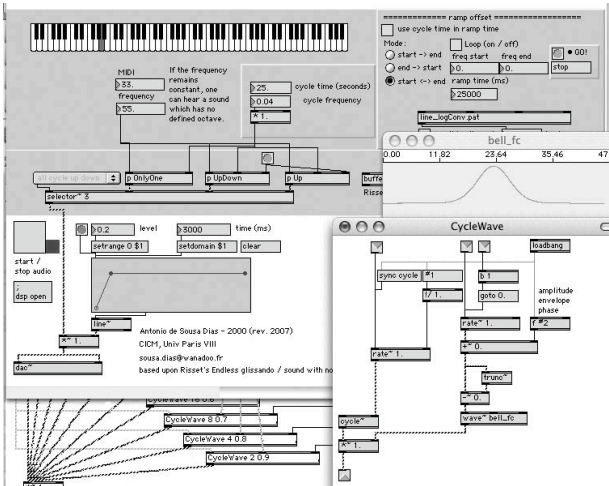 ======== ramp offset ========
use cycle time in ramp time
Mode:
Loop (on / off)
start -> end
freq start
freq end
GO!
end -> start
0.
0.
stop
start <-> end
ramp time (ms)
25000
line_logConv.pat
MIDI
33.
frequency
55.
If the frequency
remains
constant, one
can hear a sound
which has no
defined octave.
25.
cycle time (seconds)
0.04
cycle frequency
* 1.
all cycle up down
p OnlyOne
p UpDown
p Up
buffe
Risse
selector~ 3
bell_fc
0.00
11.82
23.64
35.46
47
start /
stop audio
;
dsp open
0.2
level
3000
time (ms)
setrange 0 $1
setdomain $1
clear
line~
*~ 1.
dac~
Antonio de Sousa Dias - 2000 (rev. 2007)
CICM, Univ Paris VIII
sousa.dias@wanadoo.fr
based upon Risset's Endless glissando / sound with no
CycleWave
loadbang
sync cycle
#1
b 1
!/ 1.
goto 0.
amplitude
envelope
phase
rate~ 1.
f #2
rate~ 1.
+~ 0.
trunc~
-~ 0.
wave~ bell_fc
cycle~
*~ 1.
CycleWave 8 0.7
CycleWave 4 0.8
CycleWave 2 0.9